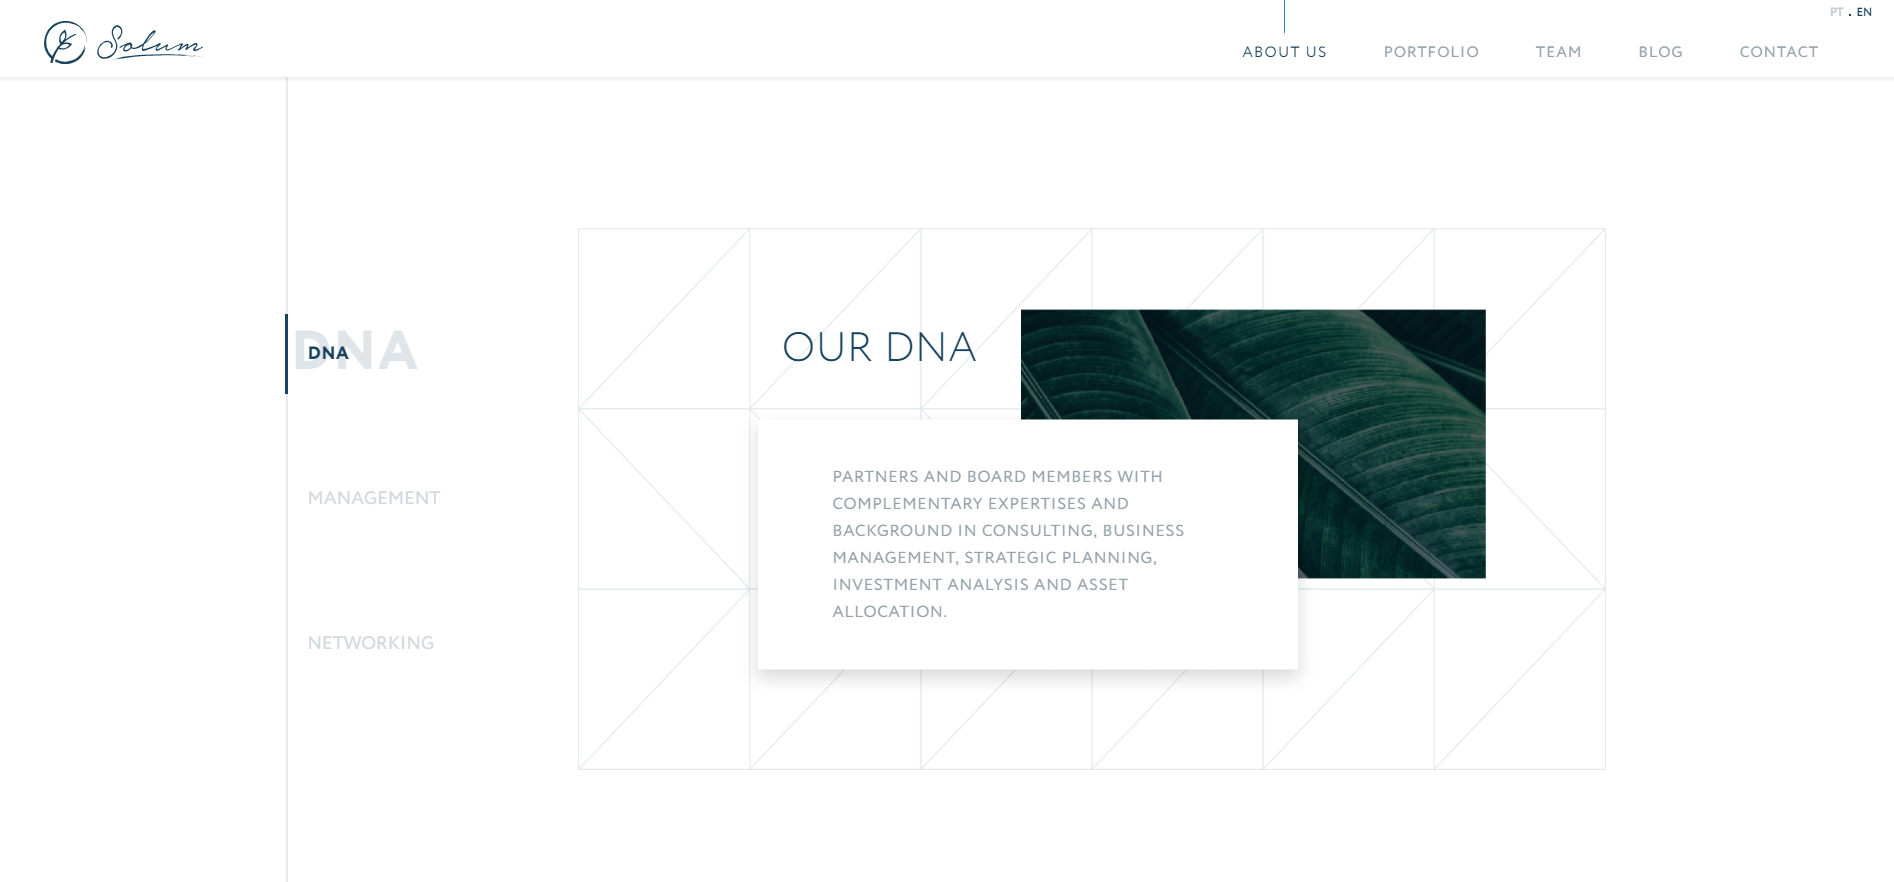 Solum
PT . EN
ABOUT US
PORTFOLIO
TEAM
BLOG
CONTACT
DNA
DNA
MANAGEMENT
NETWORKING
OUR DNA
PARTNERS AND BOARD MEMBERS WITH
COMPLEMENTARY EXPERTISES AND
BACKGROUND IN CONSULTING, BUSINESS
MANAGEMENT, STRATEGIC PLANNING,
INVESTMENT ANALYSIS AND ASSET
ALLOCATION.